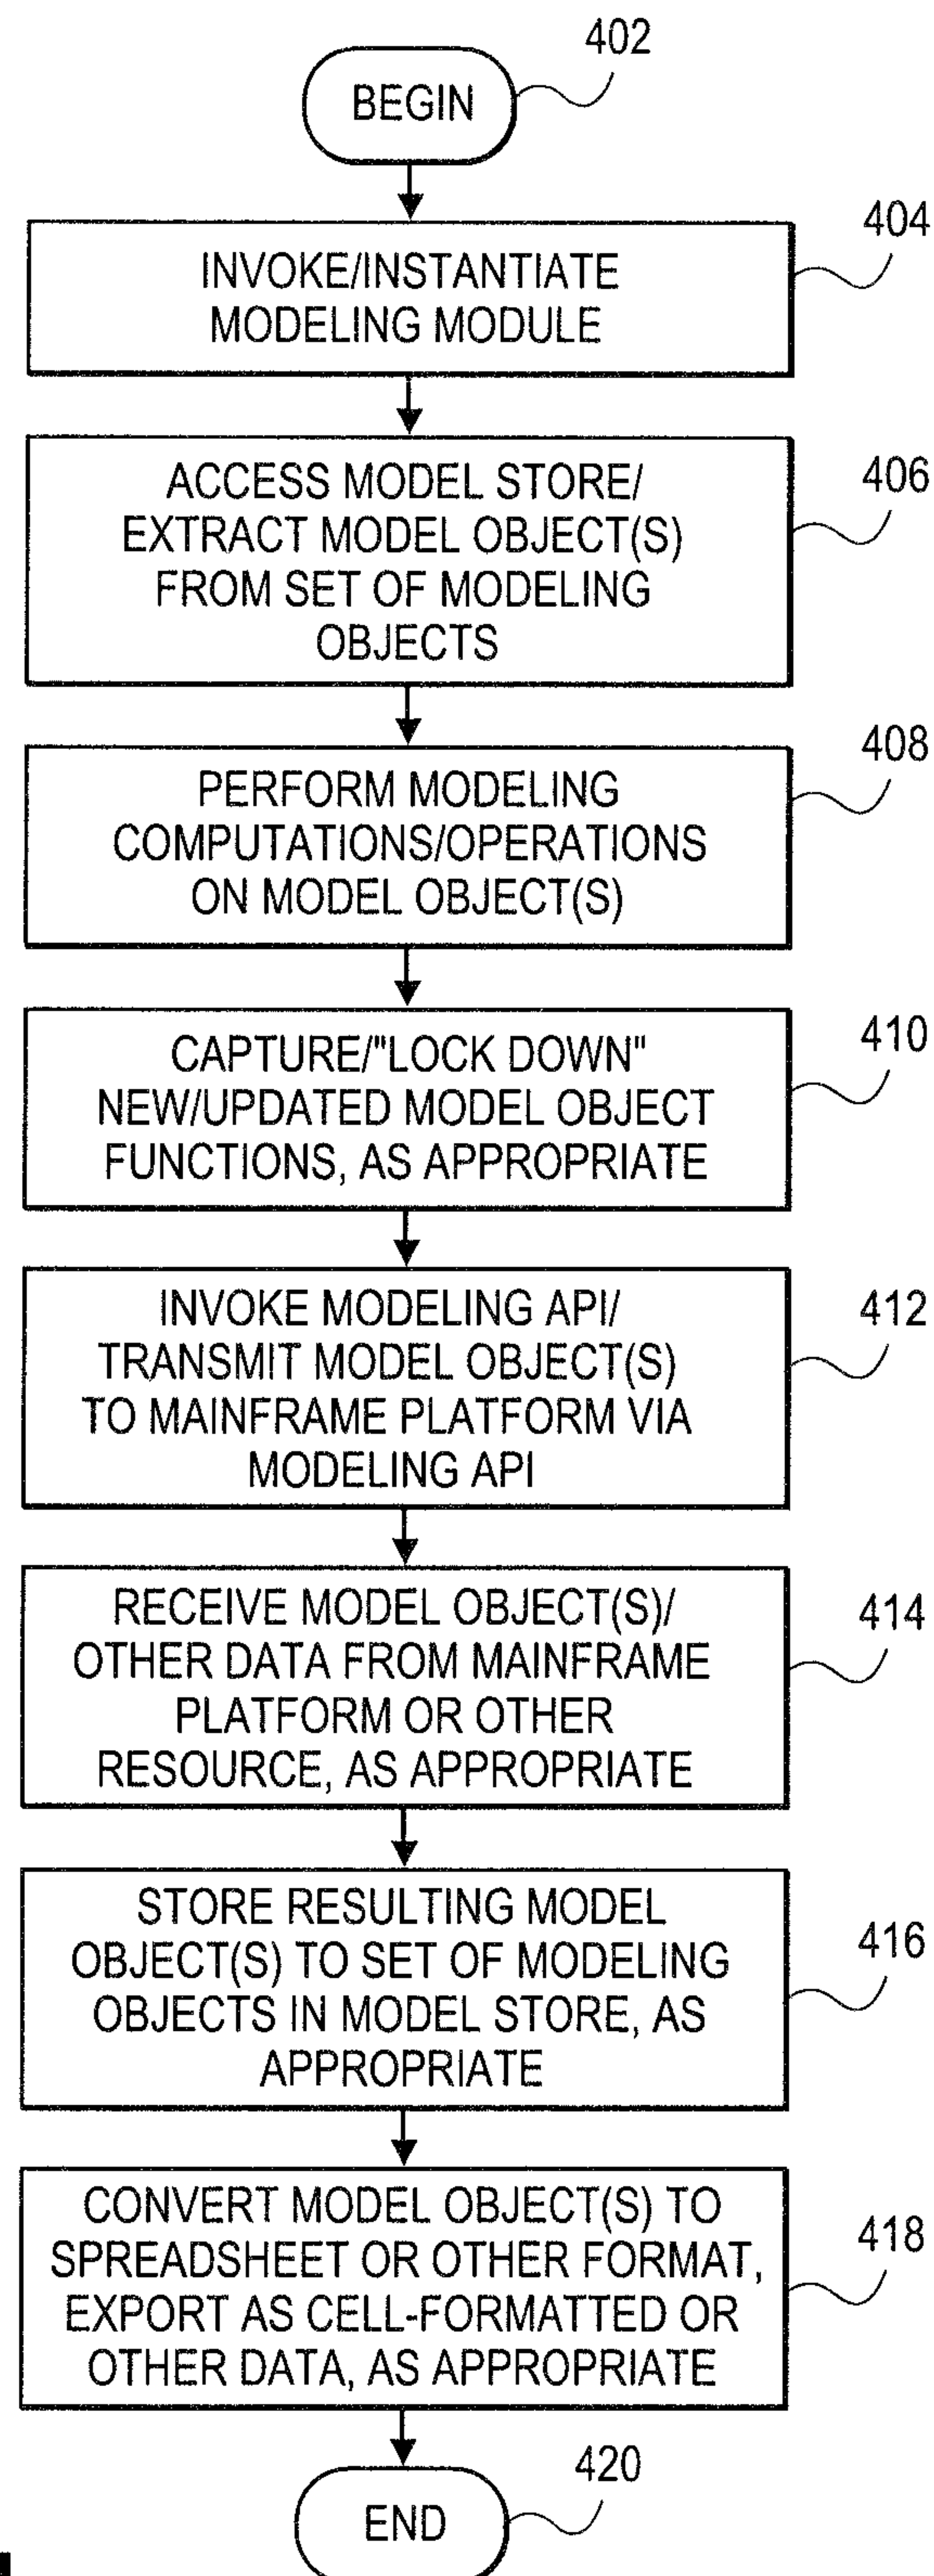 402
BEGIN
404
INVOKE/INSTANTIATE
MODELING MODULE
406
ACCESS MODEL STORE/
EXTRACT MODEL OBJECT(S)
FROM SET OF MODELING
OBJECTS
408
PERFORM MODELING
COMPUTATIONS/OPERATIONS
ON MODEL OBJECT(S)
410
CAPTURE/"LOCK DOWN"
NEW/UPDATED MODEL OBJECT
FUNCTIONS, AS APPROPRIATE
412
INVOKE MODELING API/
TRANSMIT MODEL OBJECT(S)
TO MAINFRAME PLATFORM VIA
MODELING API
414
RECEIVE MODEL OBJECT(S)/
OTHER DATA FROM MAINFRAME
PLATFORM OR OTHER
RESOURCE, AS APPROPRIATE
416
STORE RESULTING MODEL
OBJECT(S) TO SET OF MODELING
OBJECTS IN MODEL STORE, AS
APPROPRIATE
418
CONVERT MODEL OBJECT(S) TO
SPREADSHEET OR OTHER FORMAT,
EXPORT AS CELL-FORMATTED OR
OTHER DATA, AS APPROPRIATE
420
END